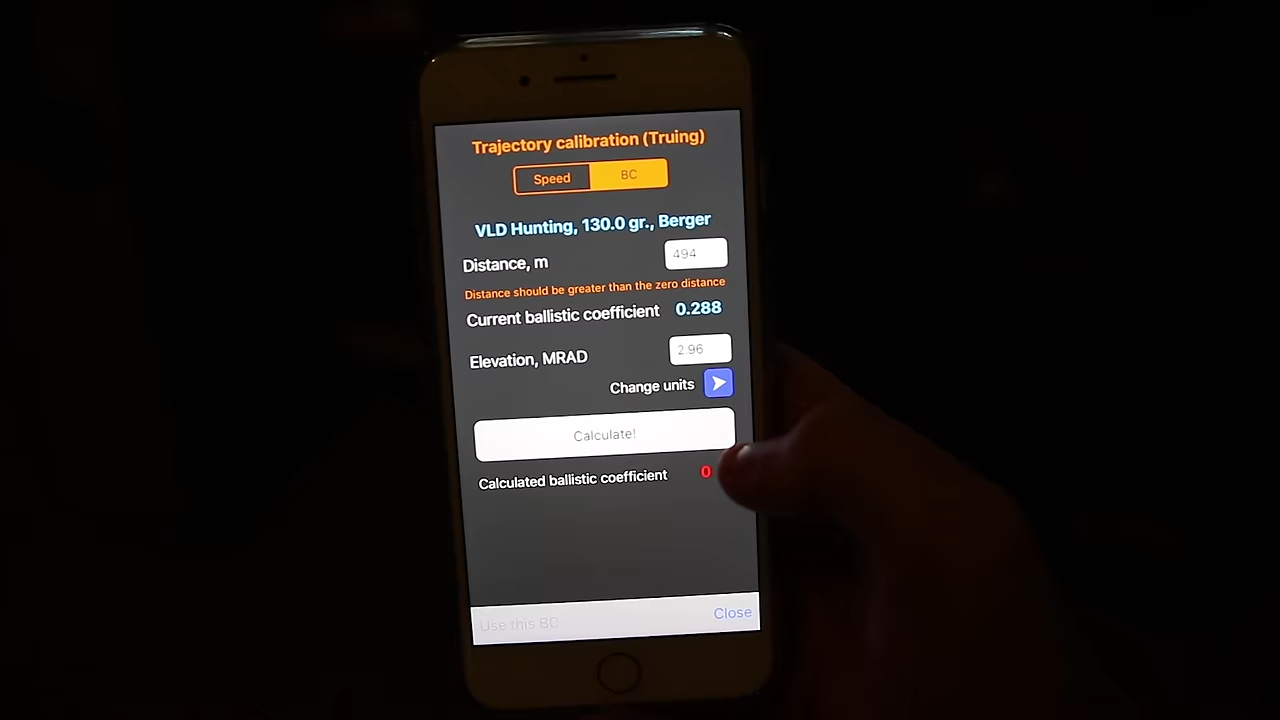 Trajectory calibration (Truing)
Speed BC
VLD Hunting, 130.0 gr., Berger
Distance, m 494
Distance should be greater than the zero distance
Current ballistic coefficient 0.288
Elevation, MRAD 2.96
Change units
Calculate!
Calculated ballistic coefficient 0
Use this BC Close